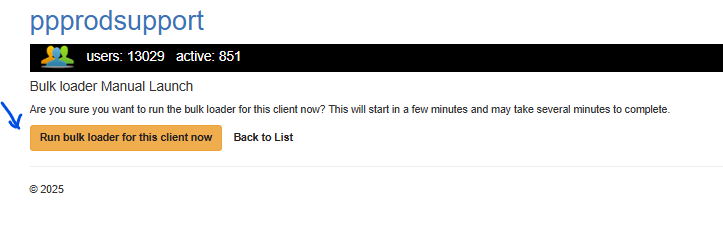 ppprodsupport
users: 13029 active: 851
Bulk loader Manual Launch
Are you sure you want to run the bulk loader for this client now? This will start in a few minutes and may take several minutes to complete.
Run bulk loader for this client now Back to List
© 2025